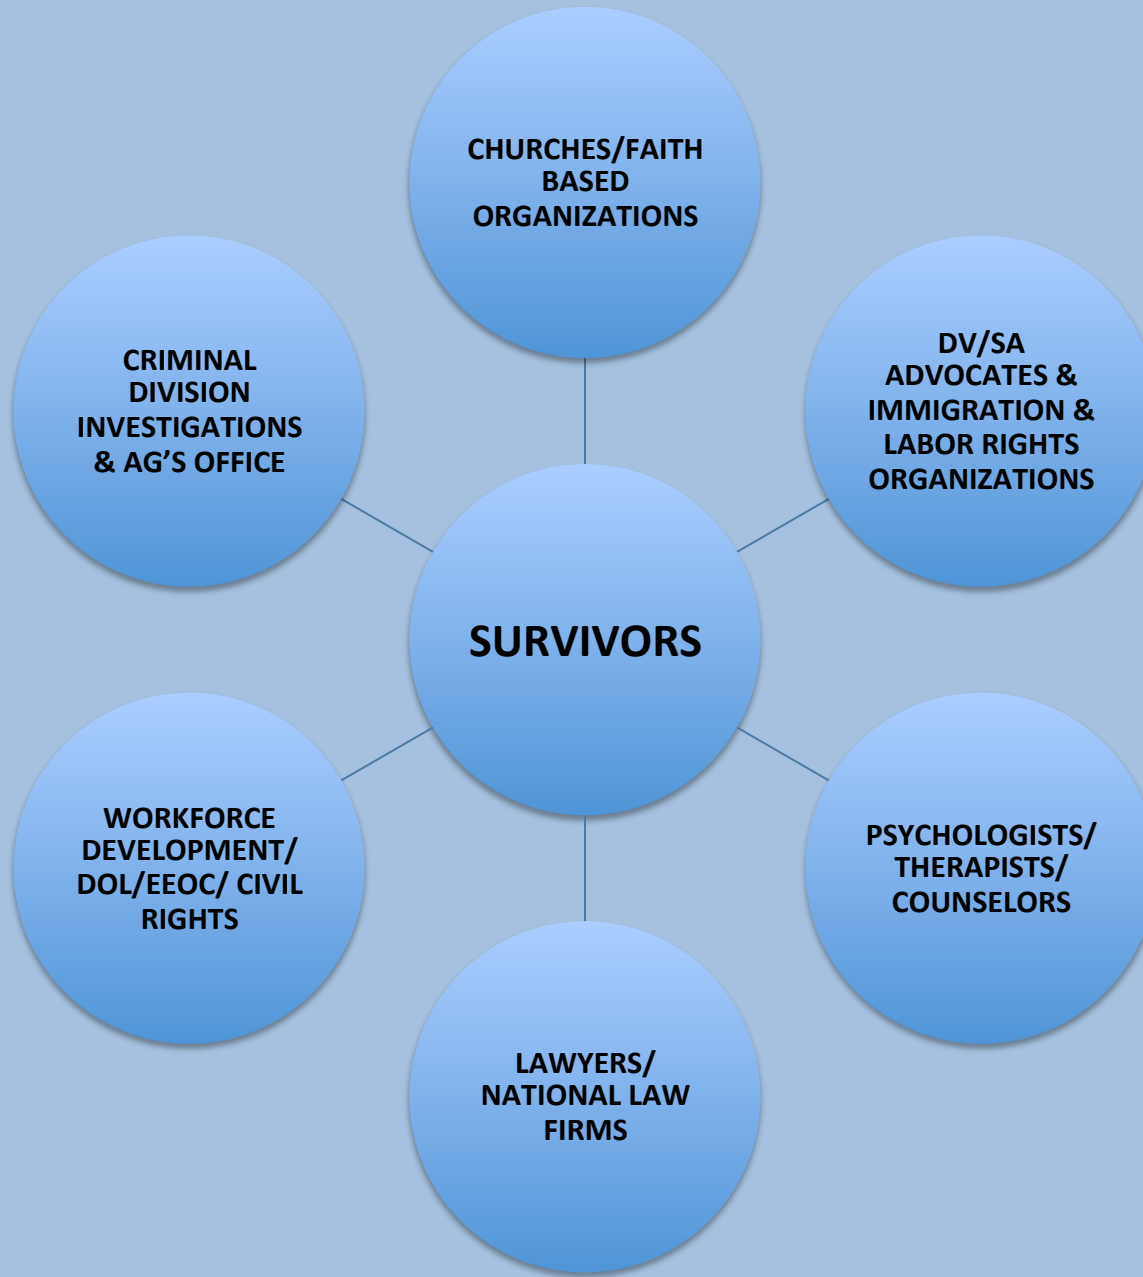 CHURCHES/FAITH
BASED
ORGANIZATIONS
DV/SA
ADVOCATES &
IMMIGRATION &
LABOR RIGHTS
ORGANIZATIONS
PSYCHOLOGISTS/
THERAPISTS/
COUNSELORS
LAWYERS/
NATIONAL LAW
FIRMS
WORKFORCE
DEVELOPMENT/
DOL/EEOC/ CIVIL
RIGHTS
CRIMINAL
DIVISION
INVESTIGATIONS
& AG’S OFFICE
SURVIVORS